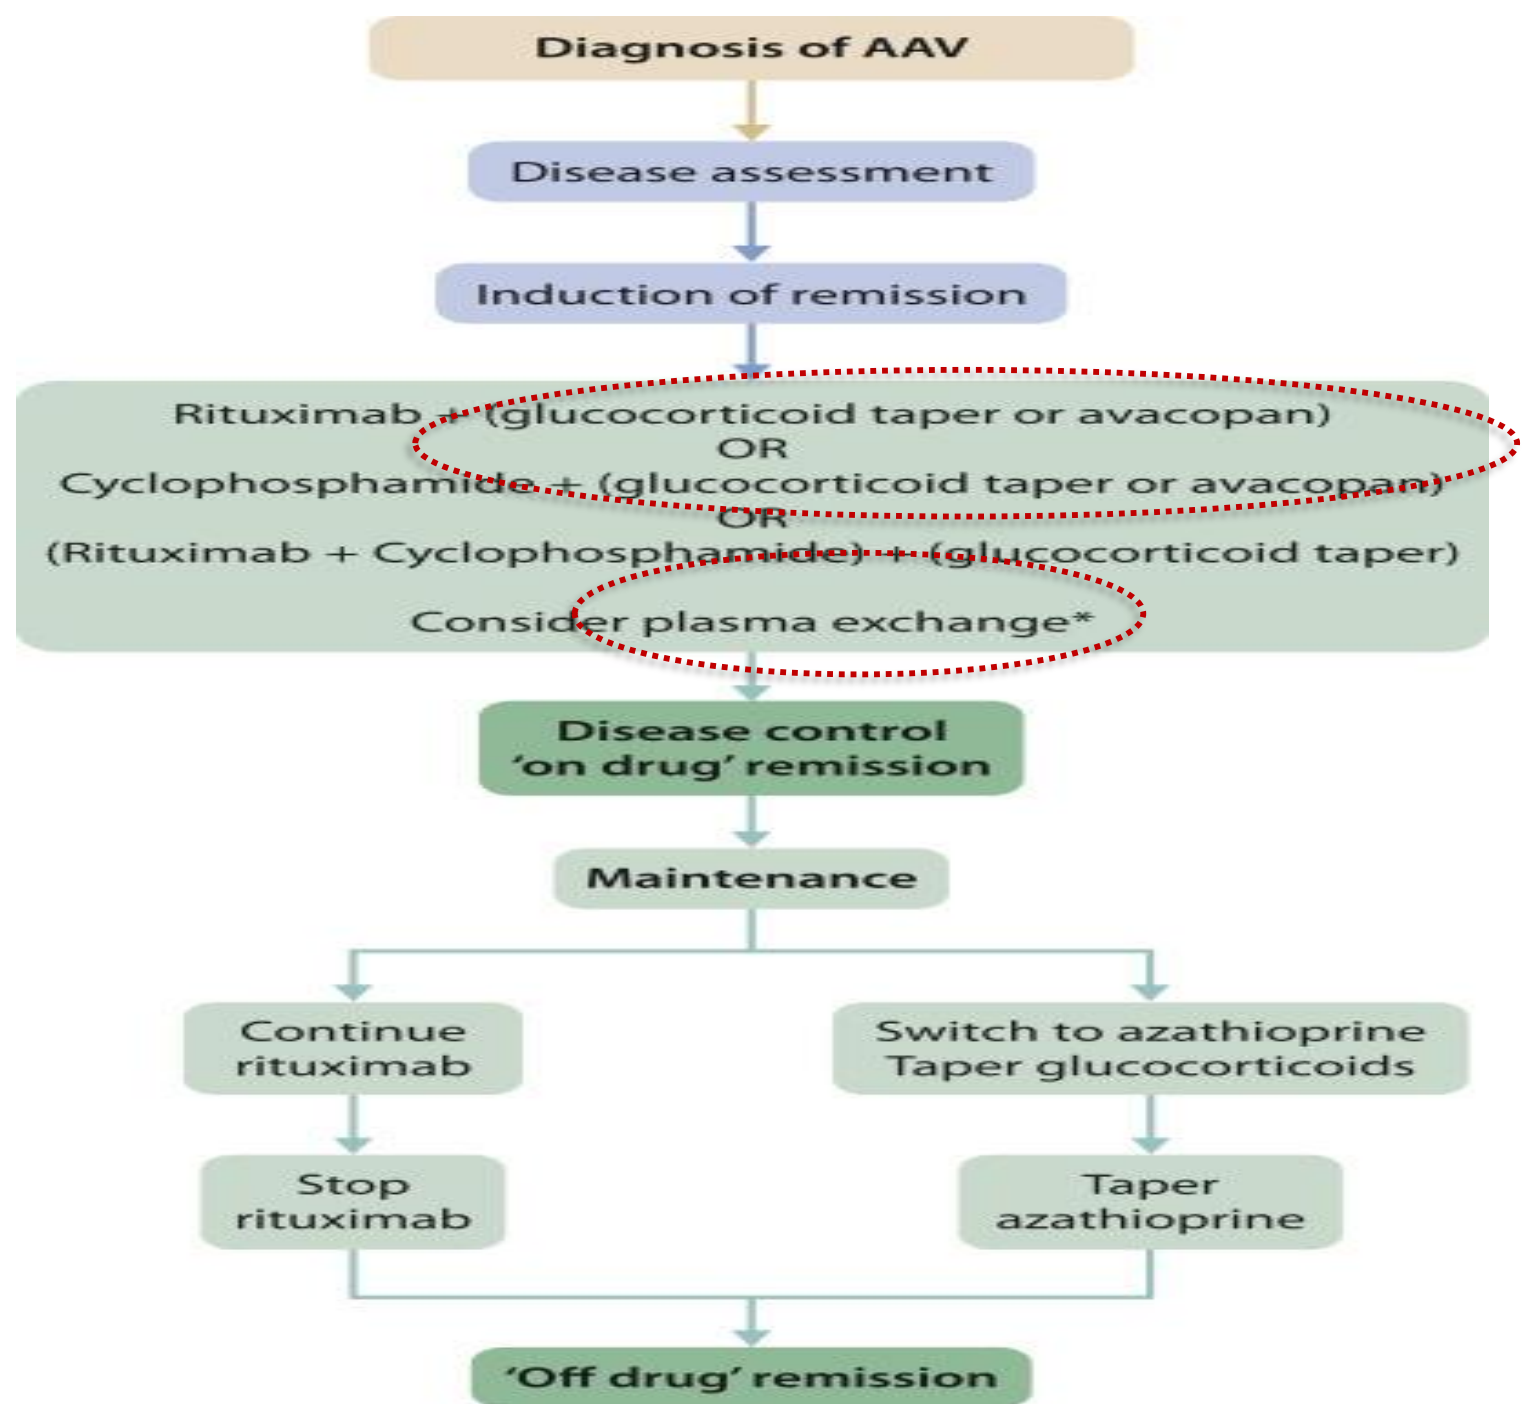 Diagnosis of AAV
Disease assessment
Induction of remission
Rituximab + (glucocorticoid taper or avacopan)
OR
Cyclophosphamide + (glucocorticoid taper or avacopan)
OR
(Rituximab + Cyclophosphamide) + (glucocorticoid taper)
Consider plasma exchange*
Disease control
‘on drug’ remission
Maintenance
Continue
rituximab
Switch to azathioprine
Taper glucocorticoids
Stop
rituximab
Taper
azathioprine
‘Off drug’ remission